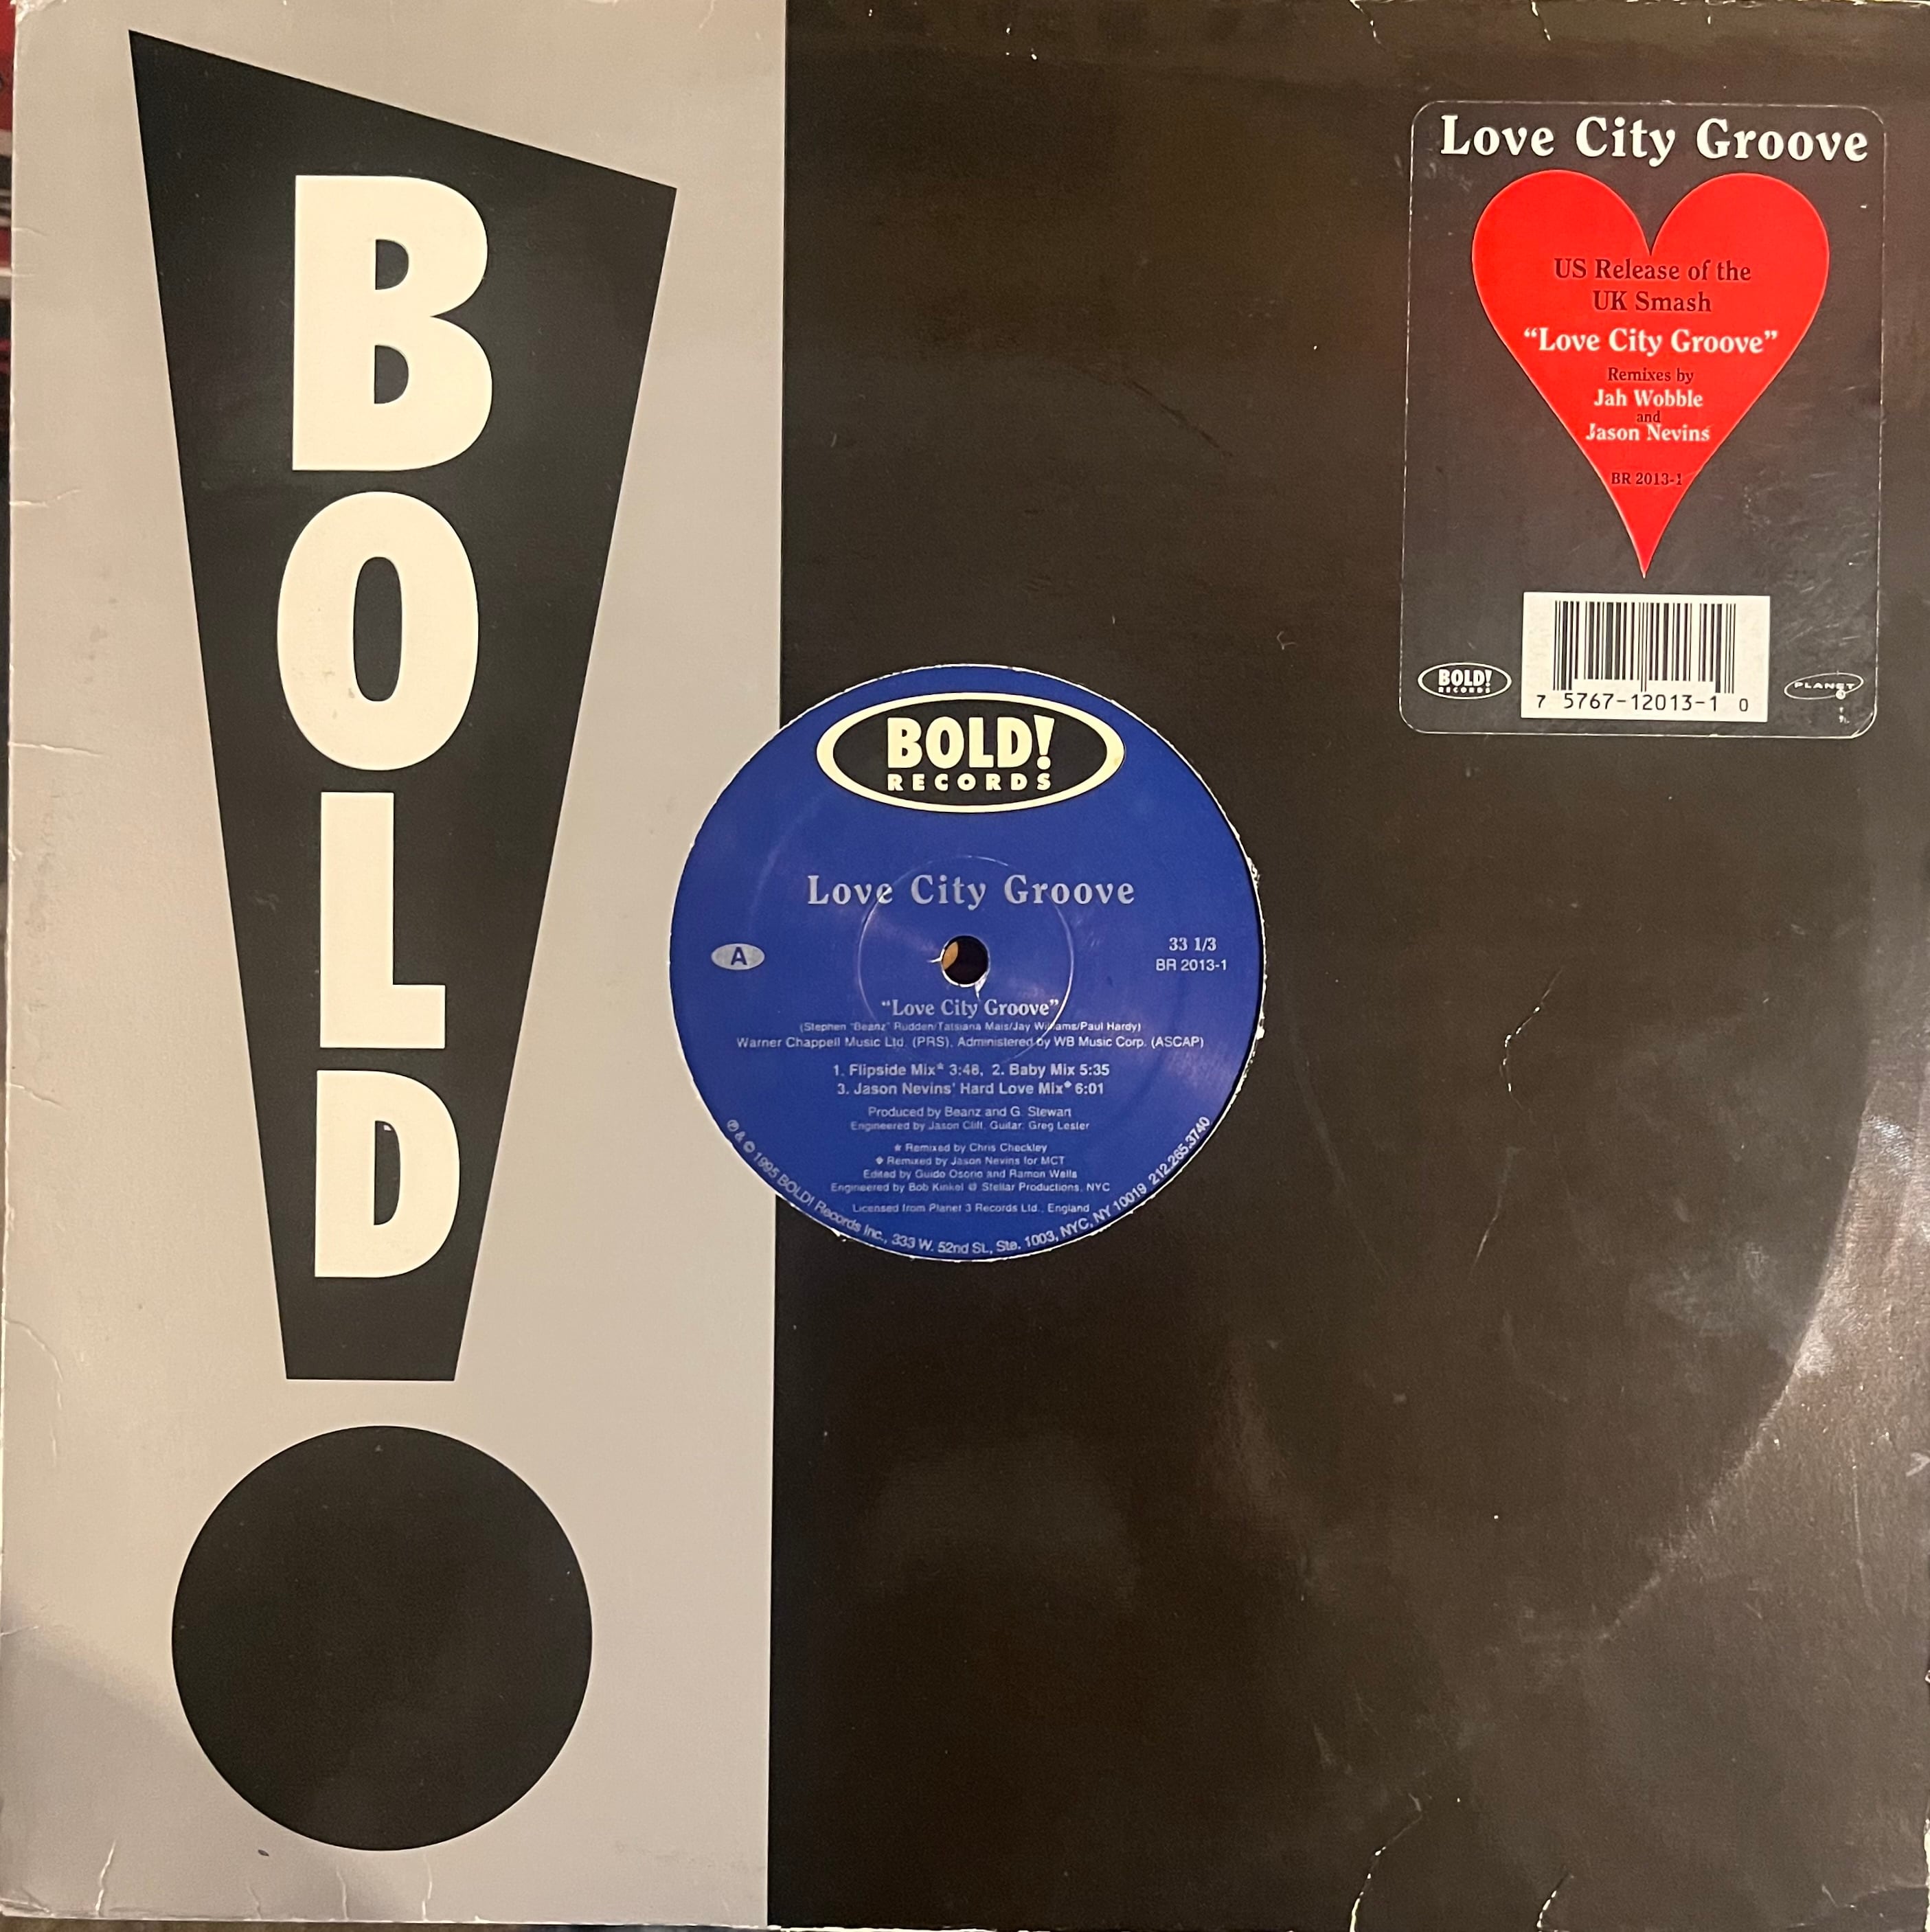 BOLD
Love City Groove
US Release of the
UK Smash
“Love City Groove”
Remixes by
Jah Wobble
and
Jason Nevins
BR 2013-1
BOLD!
RECORDS
7 5767-12013-1 0
PLANET 3
BOLD!
RECORDS
Love City Groove
A
33 1/3
BR 2013-1
“Love City Groove”
(Stephen "Beanz" Rudden/Tatsiana Mais/Jay Williams/Paul Hardy)
Warner Chappell Music Ltd. (PRS), Administered by WB Music Corp. (ASCAP)
1. Flipside Mix* 3:48, 2. Baby Mix 5:35
3. Jason Nevins' Hard Love Mix♦ 6:01
Produced by Beanz and G. Stewart
Engineered by Jason Clift, Guitar: Greg Lester
* Remixed by Chris Checkley
♦ Remixed by Jason Nevins for MCT
Edited by Guido Osorio and Ramon Wells
Engineered by Bob Kinkel @ Stellar Productions, NYC
Licensed from Planet 3 Records Ltd., England
℗ & © 1995 BOLD! Records Inc., 333 W. 52nd St., Ste. 1003, NYC, NY 10019 212.265.3740